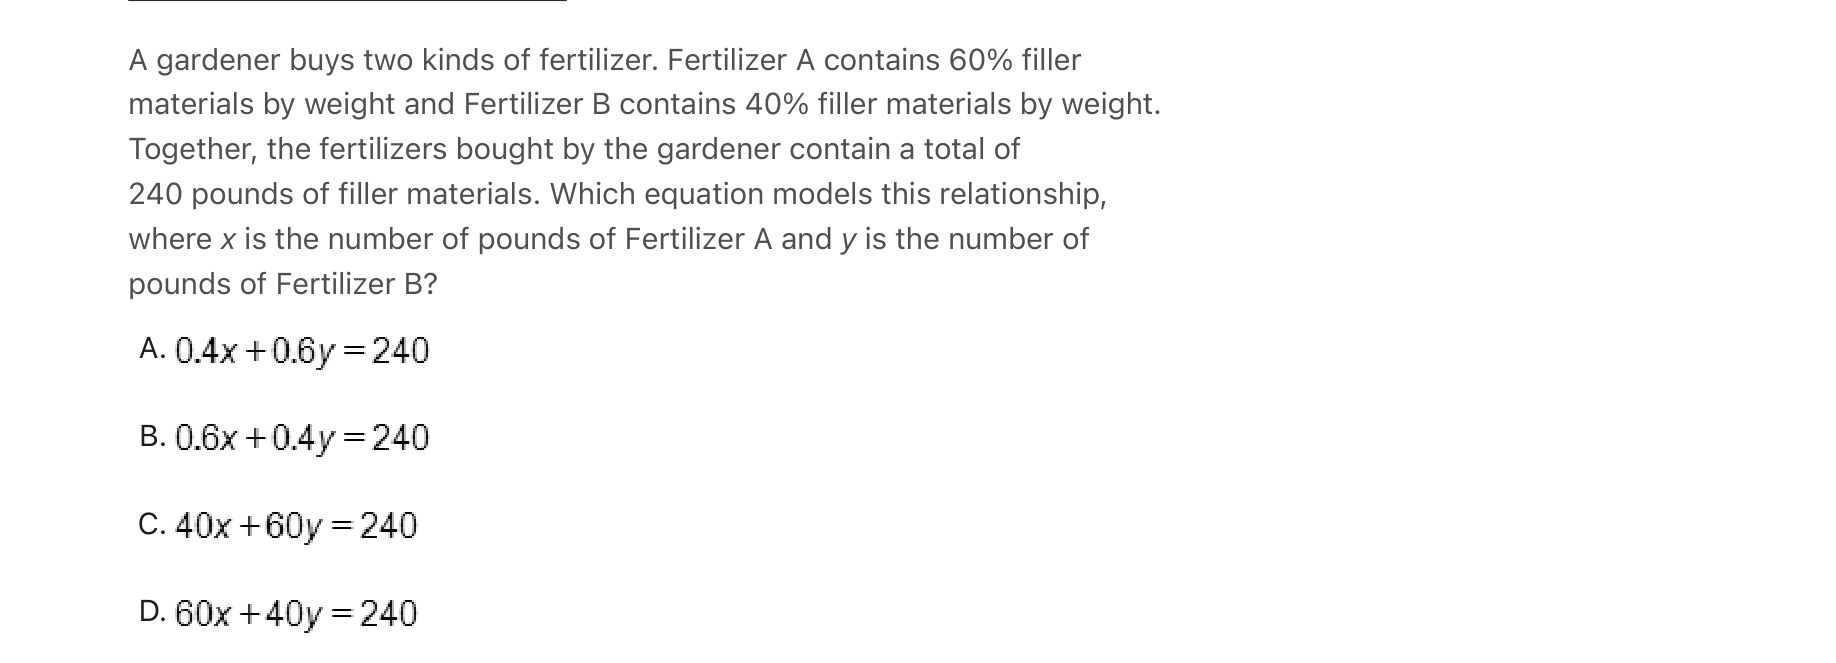 A gardener buys two kinds of fertilizer. Fertilizer A contains 60% filler
materials by weight and Fertilizer B contains 40% filler materials by weight.
Together, the fertilizers bought by the gardener contain a total of
240 pounds of filler materials. Which equation models this relationship,
where x is the number of pounds of Fertilizer A and y is the number of
pounds of Fertilizer B?
A. 0.4x + 0.6y = 240
B. 0.6x + 0.4y = 240
C. 40x + 60y = 240
D. 60x + 40y = 240